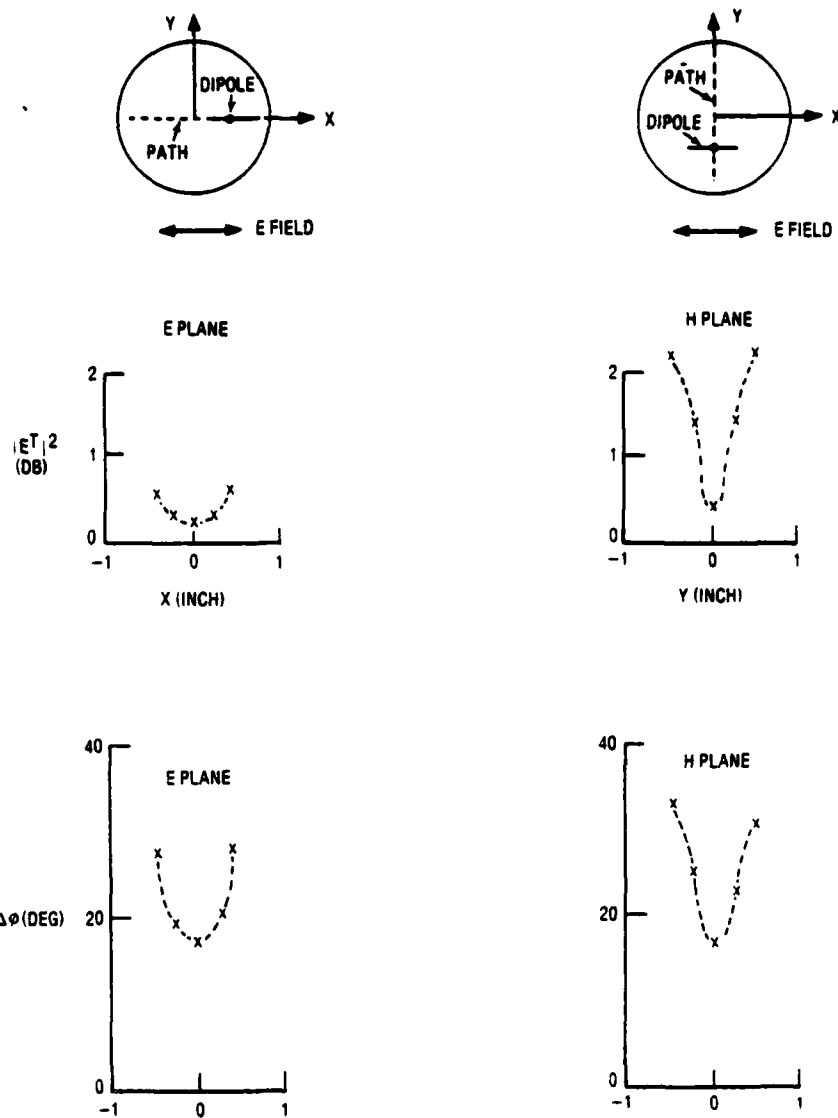 Y
DIPOLE
X
PATH
E FIELD
Y
PATH
DIPOLE
X
E FIELD
E PLANE
2
1
0
|E^T|^2
(DB)
-1 0 1
X (INCH)
H PLANE
2
1
0
-1 0 1
Y (INCH)
E PLANE
40
20
0
Δφ (DEG)
-1 0 1
H PLANE
40
20
0
-1 0 1